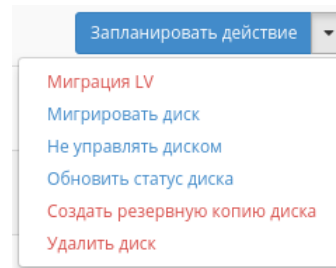 Запланировать действие
Миграция LV
Мигрировать диск
Не управлять диском
Обновить статус диска
Создать резервную копию диска
Удалить диск